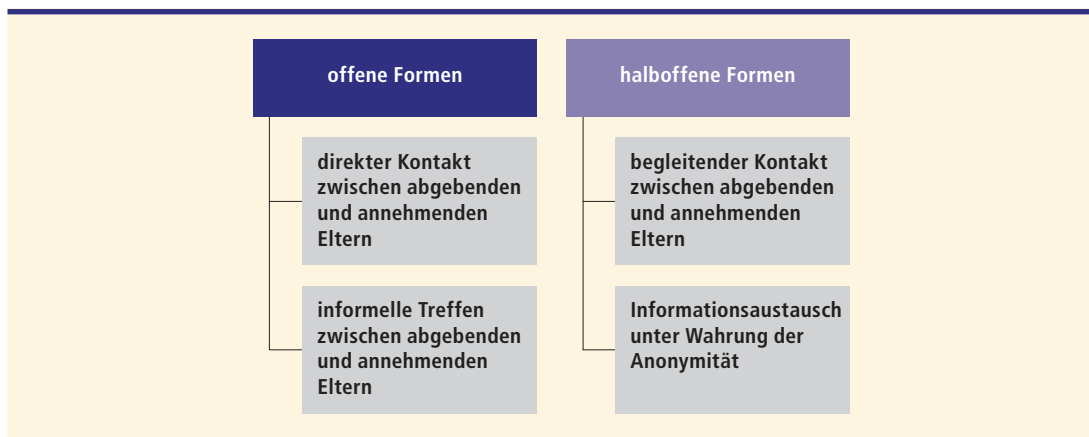 offene Formen
direkter Kontakt
zwischen abgebenden
und annehmenden
Eltern
informelle Treffen
zwischen abgebenden
und annehmenden
Eltern
halboffene Formen
begleitender Kontakt
zwischen abgebenden
und annehmenden
Eltern
Informationsaustausch
unter Wahrung der
Anonymität